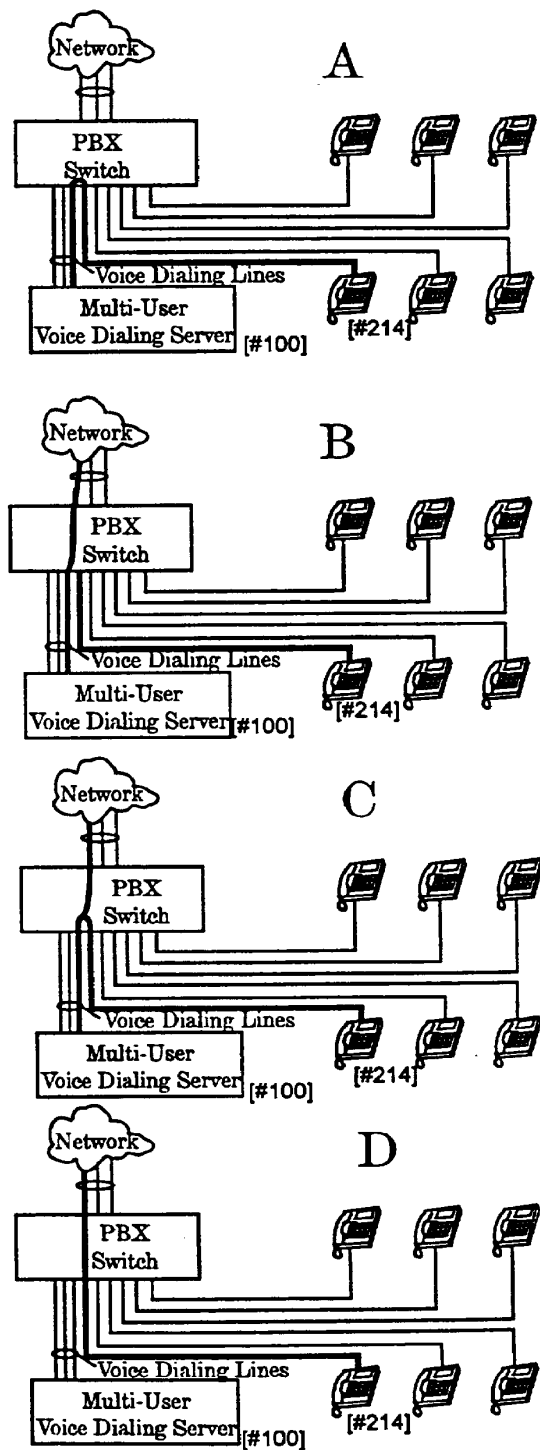 Network
A
PBX
Switch
Voice Dialing Lines
Multi-User
Voice Dialing Server
[#100]
[#214]
Network
B
PBX
Switch
Voice Dialing Lines
Multi-User
Voice Dialing Server
[#100]
[#214]
Network
C
PBX
Switch
Voice Dialing Lines
Multi-User
Voice Dialing Server
[#100]
[#214]
Network
D
PBX
Switch
Voice Dialing Lines
Multi-User
Voice Dialing Server
[#100]
[#214]